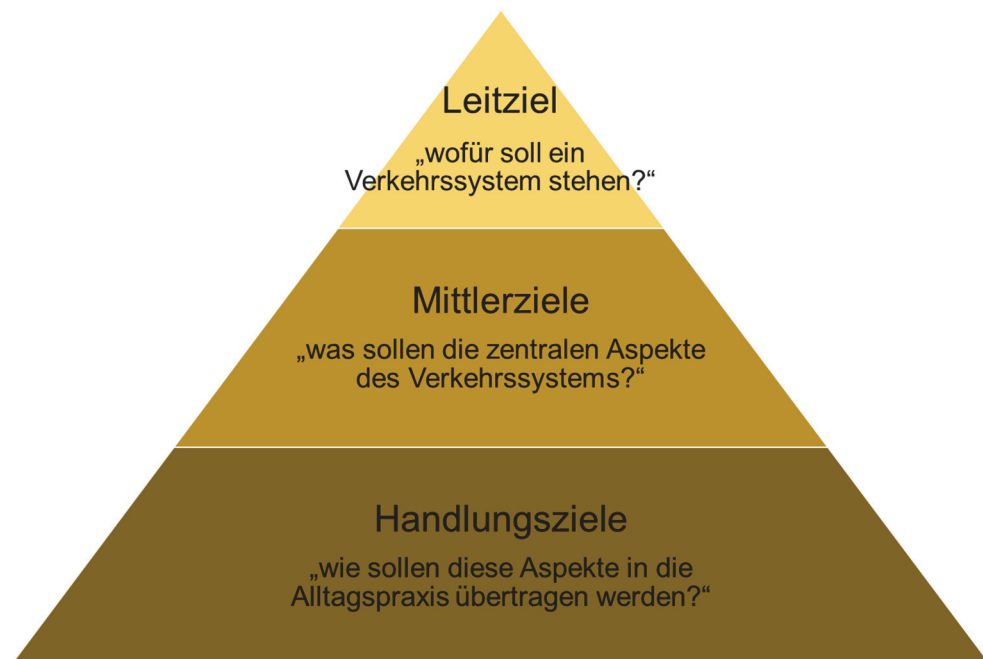 Leitziel
„wofür soll ein
Verkehrssystem stehen?“
Mittlerziele
„was sollen die zentralen Aspekte
des Verkehrssystems?“
Handlungsziele
„wie sollen diese Aspekte in die
Alltagspraxis übertragen werden?“